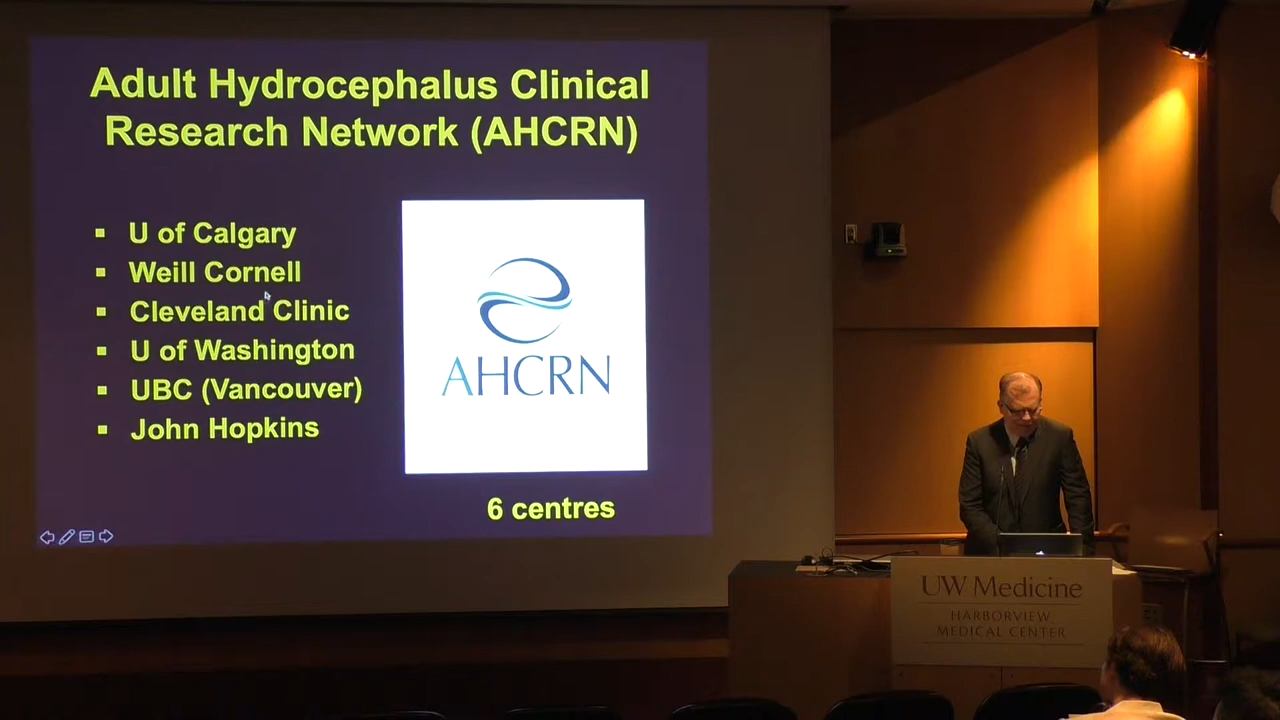 Adult Hydrocephalus Clinical
Research Network (AHCRN)
U of Calgary
Weill Cornell
Cleveland Clinic
U of Washington
UBC (Vancouver)
John Hopkins
AHCRN
6 centres
UW Medicine
HARBORVIEW
MEDICAL CENTER